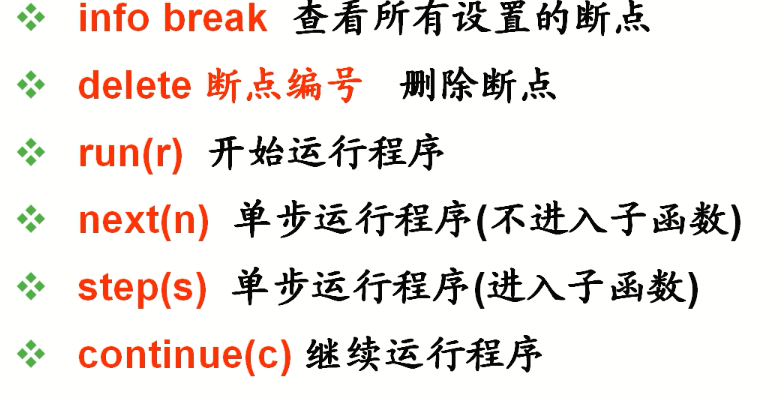 info break 查看所有设置的断点
delete 断点编号 删除断点
run(r) 开始运行程序
next(n) 单步运行程序(不进入子函数)
step(s) 单步运行程序(进入子函数)
continue(c) 继续运行程序